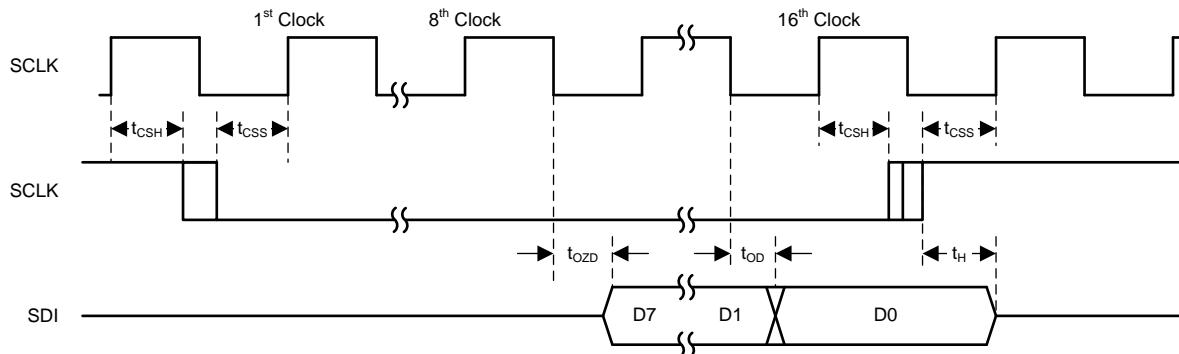 1st Clock 8th Clock 16th Clock
SCLK
tCSH tCSS tCSH tCSS
SCLK
tOZD tOD tH
SDI D7 D1 D0